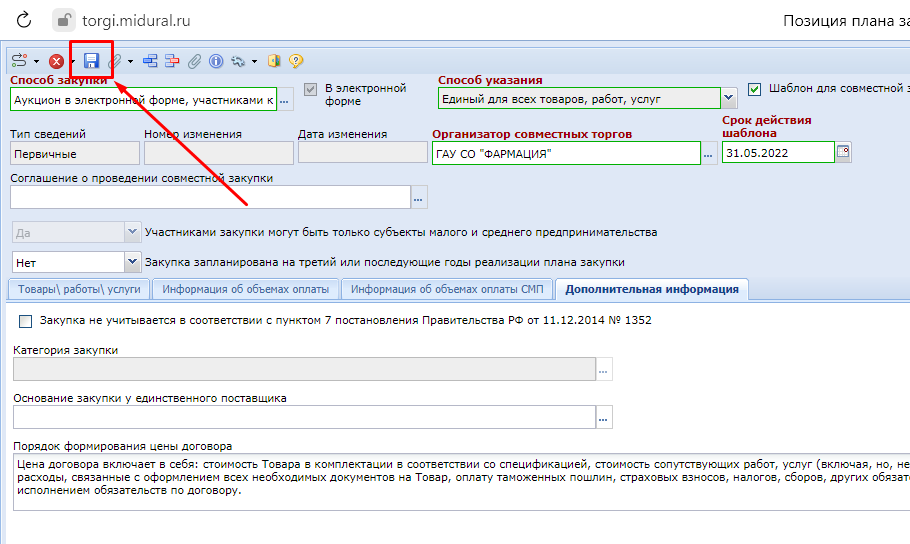 torgi.midural.ru
Позиция плана за
Способ закупки
Аукцион в электронной форме, участниками к
...
В электронной
форме
Способ указания
Единый для всех товаров, работ, услуг
Шаблон для совместной з
Тип сведений
Первичные
Номер изменения
Дата изменения
Организатор совместных торгов
ГАУ СО "ФАРМАЦИЯ"
...
Срок действия
шаблона
31.05.2022
Соглашение о проведении совместной закупки
...
Да
Участниками закупки могут быть только субъекты малого и среднего предпринимательства
Нет
Закупка запланирована на третий или последующие годы реализации плана закупки
Товары\ работы\ услуги
Информация об объемах оплаты
Информация об объемах оплаты СМП
Дополнительная информация
Закупка не учитывается в соответствии с пунктом 7 постановления Правительства РФ от 11.12.2014 № 1352
Категория закупки
...
Основание закупки у единственного поставщика
...
Порядок формирования цены договора
Цена договора включает в себя: стоимость Товара в комплектации в соответствии со спецификацией, стоимость сопутствующих работ, услуг (включая, но, не
расходы, связанные с оформлением всех необходимых документов на Товар, оплату таможенных пошлин, страховых взносов, налогов, сборов, других обязате
исполнением обязательств по договору.